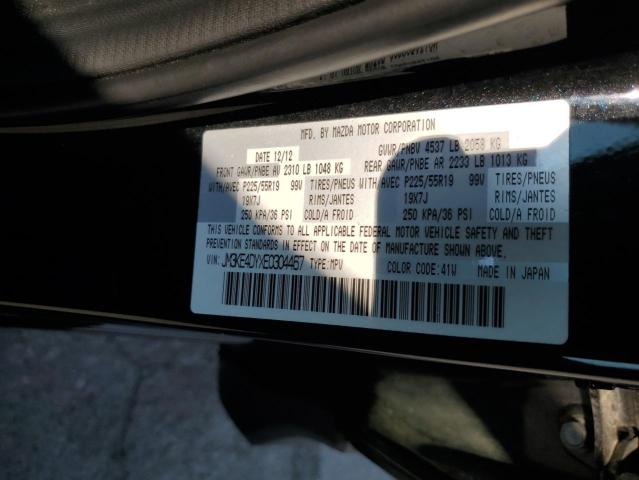 MFD. BY MAZDA MOTOR CORPORATION
DATE 12/12 GVWR/PNBV 4537 LB 2058 KG
FRONT GAWR/PNBE AV 2310 LB 1048 KG REAR GAWR/PNBE AR 2233 LB 1013 KG
WITH/AVEC P225/55R19 99V TIRES/PNEUS WITH/AVEC P225/55R19 99V TIRES/PNEUS
19X7J RIMS/JANTES 19X7J RIMS/JANTES
250 KPA/36 PSI COLD/A FROID 250 KPA/36 PSI COLD/A FROID
THIS VEHICLE CONFORMS TO ALL APPLICABLE FEDERAL MOTOR VEHICLE SAFETY AND THEFT
PREVENTION STANDARDS IN EFFECT ON THE DATE OF MANUFACTURE SHOWN ABOVE.
VIN: JM3KE4DYXE0304467 TYPE:MPV COLOR CODE:41W MADE IN JAPAN